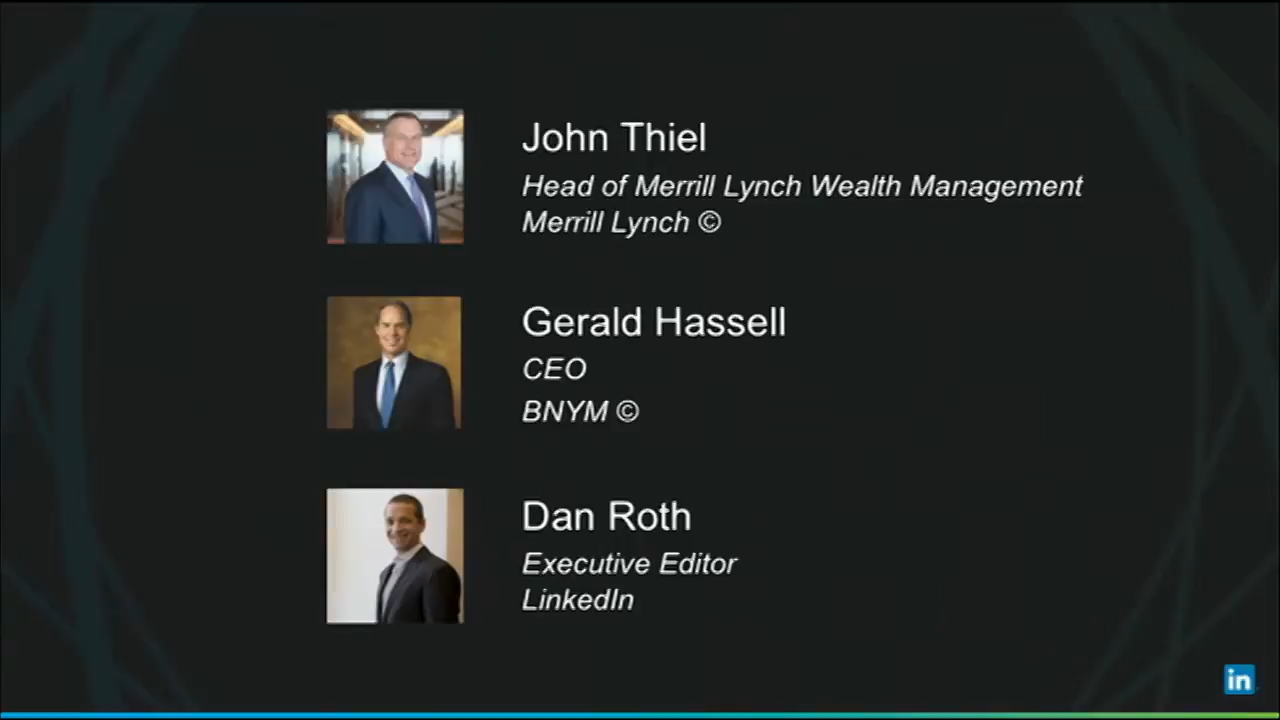 John Thiel
Head of Merrill Lynch Wealth Management
Merrill Lynch ©
Gerald Hassell
CEO
BNYM ©
Dan Roth
Executive Editor
LinkedIn
in